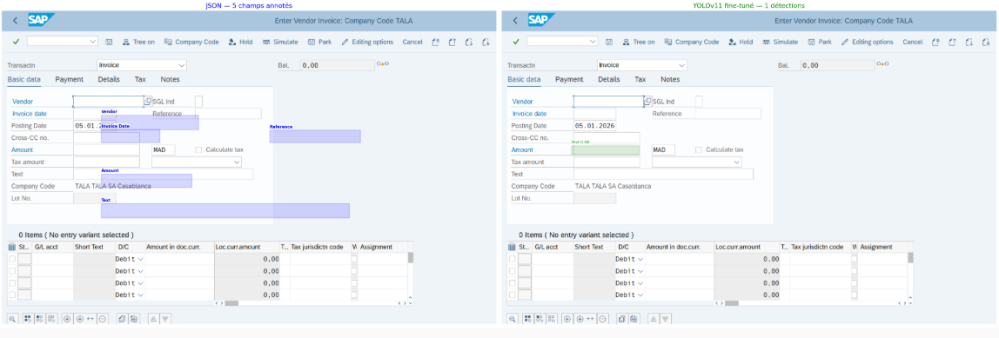 JSON — 5 champs annotés
SAP
Enter Vendor Invoice: Company Code TALA
Tree on Company Code Hold Simulate Park Editing options Cancel
Transactn Invoice Bal. 0,00
Basic data Payment Details Tax Notes
Vendor SGL Ind
Vendor
Invoice date Reference
Posting Date 05.01.2 Invoice Date Reference
Cross-CC no.
Amount MAD Calculate tax
Tax amount
Amount
Text
Company Code TALA TALA SA Casablanca
Lot No. Text
0 Items ( No entry variant selected )
St... G/L acct Short Text D/C Amount in doc.curr. Loc.curr.amount T... Tax jurisdictn code W Assignment
Debit 0,00
Debit 0,00
Debit 0,00
Debit 0,00
YOLOv11 fine-tuné — 1 détections
SAP
Enter Vendor Invoice: Company Code TALA
Tree on Company Code Hold Simulate Park Editing options Cancel
Transactn Invoice Bal. 0,00
Basic data Payment Details Tax Notes
Vendor SGL Ind
Invoice date Reference
Posting Date 05.01.2026
Cross-CC no.
Amount MAD Calculate tax
Tax amount
Text
Company Code TALA TALA SA Casablanca
Lot No.
0 Items ( No entry variant selected )
St... G/L acct Short Text D/C Amount in doc.curr. Loc.curr.amount T... Tax jurisdictn code W Assignment
Debit 0,00
Debit 0,00
Debit 0,00
Debit 0,00